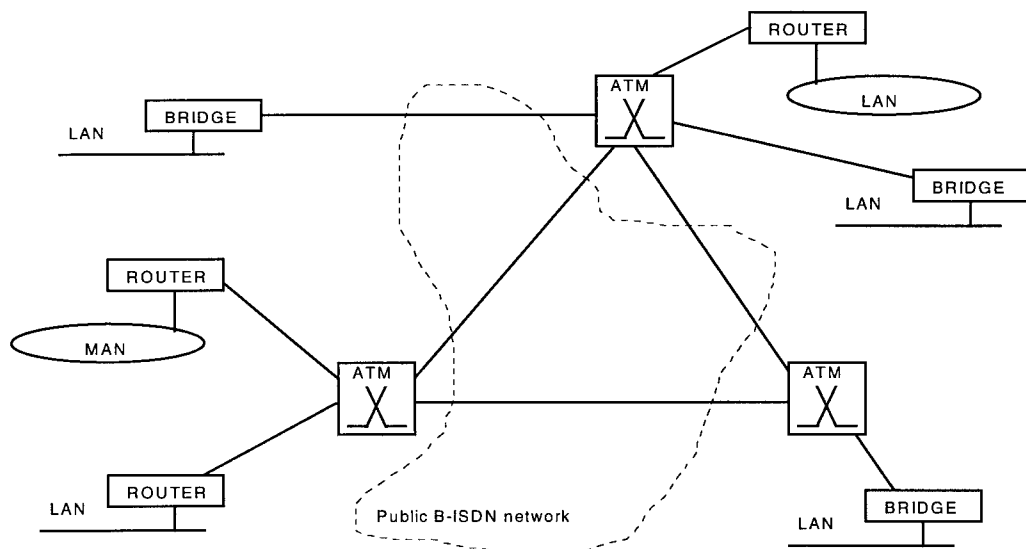 ROUTER
ATM
LAN
BRIDGE
LAN
BRIDGE
LAN
ROUTER
MAN
ATM
ATM
ROUTER
LAN
Public B-ISDN network
BRIDGE
LAN